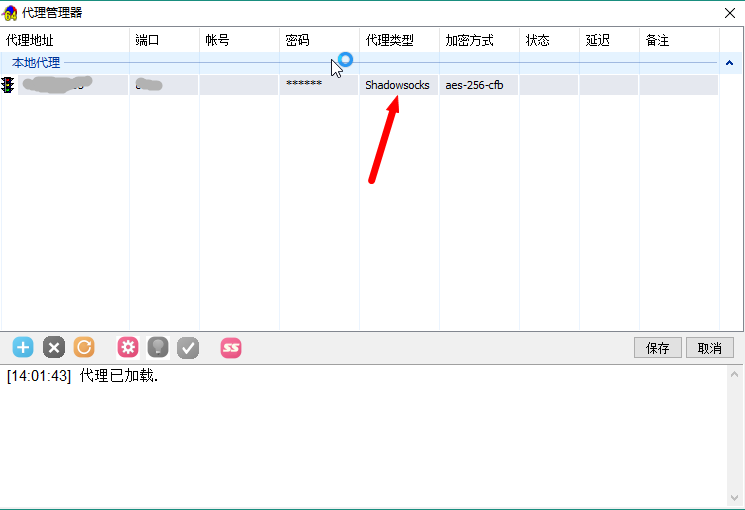 代理管理器
代理地址 端口 帐号 密码 代理类型 加密方式 状态 延迟 备注
本地代理
****** Shadowsocks aes-256-cfb
SS 保存 取消
[14:01:43] 代理已加载.